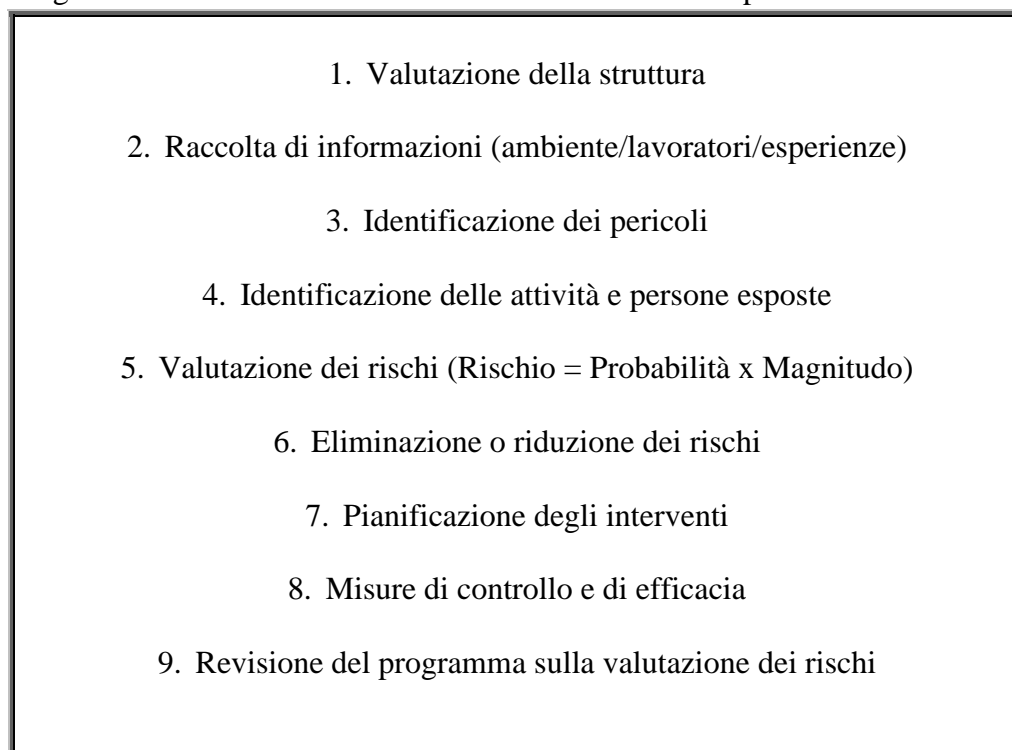 1. Valutazione della struttura
2. Raccolta di informazioni (ambiente/lavoratori/esperienze)
3. Identificazione dei pericoli
4. Identificazione delle attività e persone esposte
5. Valutazione dei rischi (Rischio = Probabilità x Magnitudo)
6. Eliminazione o riduzione dei rischi
7. Pianificazione degli interventi
8. Misure di controllo e di efficacia
9. Revisione del programma sulla valutazione dei rischi